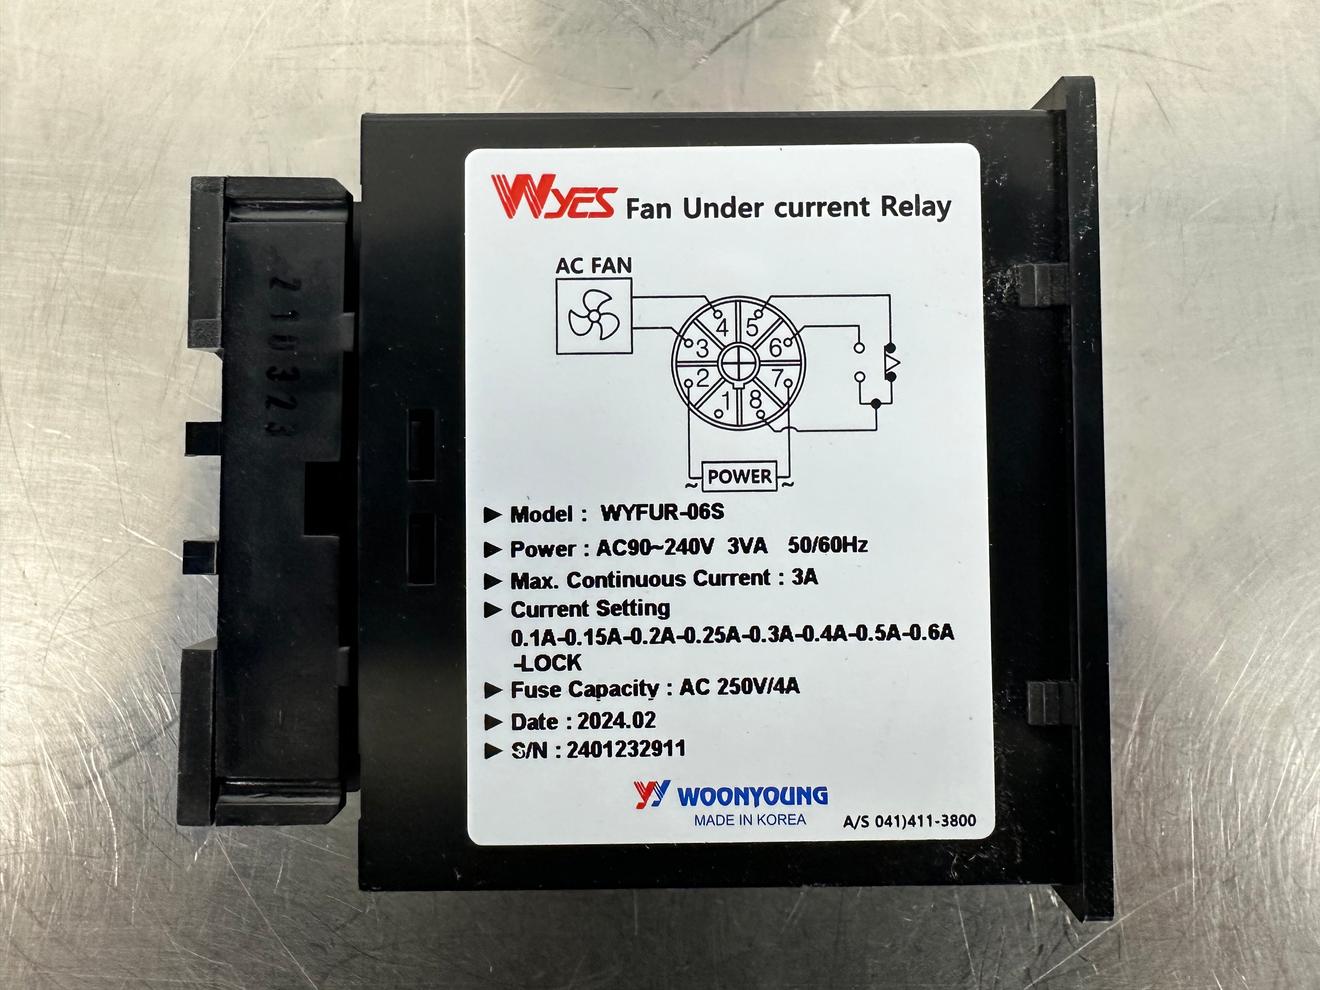 WYES Fan Under current Relay
AC FAN
4 5
3 6
2 7
1 8
~ POWER ~
▶ Model : WYFUR-06S
▶ Power : AC90~240V 3VA 50/60Hz
▶ Max. Continuous Current : 3A
▶ Current Setting
0.1A-0.15A-0.2A-0.25A-0.3A-0.4A-0.5A-0.6A
-LOCK
▶ Fuse Capacity : AC 250V/4A
▶ Date : 2024.02
▶ S/N : 2401232911
WOONYOUNG
MADE IN KOREA
A/S 041)411-3800
210323